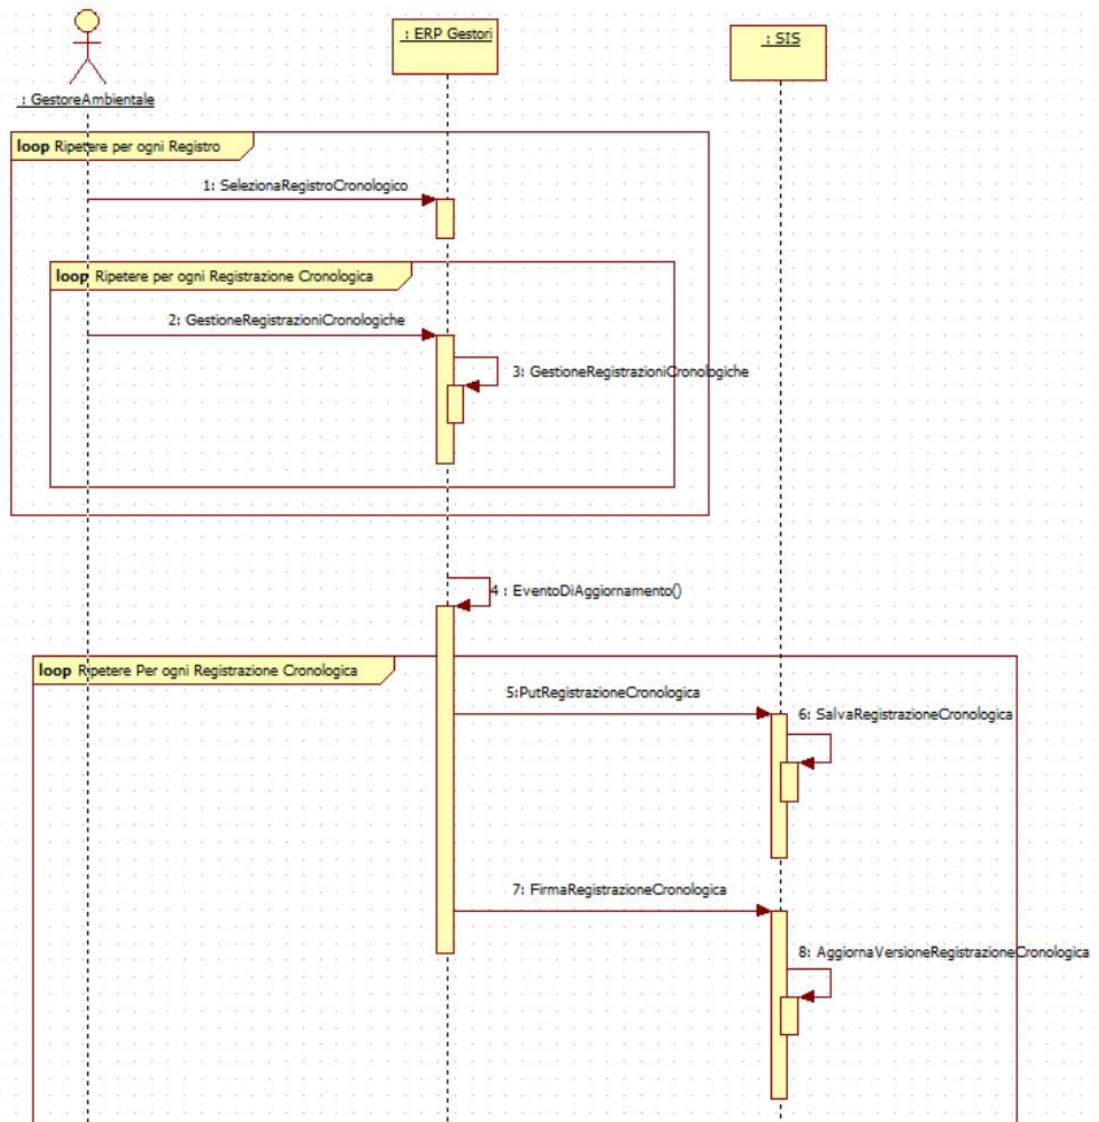 : ERP Gestori
: SIS
: GestoreAmbientale
loop Ripetere per ogni Registro
1: SelezionaRegistroCronologico
loop Ripetere per ogni Registrazione Cronologica
2: GestioneRegistrazioniCronologiche
3: GestioneRegistrazioniCronologiche
4 : EventoDiAggiornamento()
loop Ripetere Per ogni Registrazione Cronologica
5:PutRegistrazioneCronologica
6: SalvaRegistrazioneCronologica
7: FirmaRegistrazioneCronologica
8: AggiornaVersioneRegistrazioneCronologica